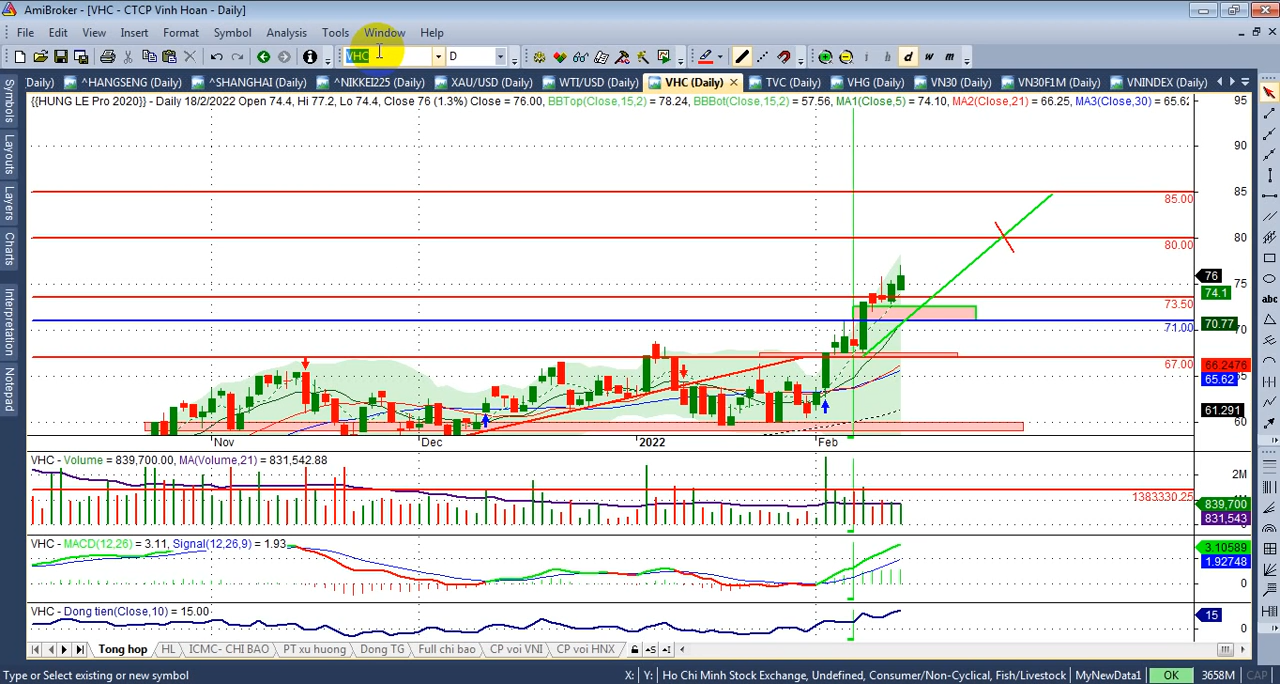 AmiBroker - [VHC - CTCP Vinh Hoan - Daily]
File Edit View Insert Format Symbol Analysis Tools Window Help
VHC D i h d w m
Daily) ^HANGSENG (Daily) ^SHANGHAI (Daily) ^NIKKEI225 (Daily) XAU/USD (Daily) WTI/USD (Daily) VHC (Daily) TVC (Daily) VHG (Daily) VN30 (Daily) VN30F1M (Daily) VNINDEX (Daily)
{{HUNG LE Pro 2020}} - Daily 18/2/2022 Open 74.4, Hi 77.2, Lo 74.4, Close 76 (1.3%) Close = 76.00, BBTop(Close,15,2) = 78.24, BBBot(Close,15,2) = 57.56, MA1(Close,5) = 74.10, MA2(Close,21) = 66.25, MA3(Close,30) = 65.62
Symbols
Layouts
Layers
Charts
Interpretation
Notepad
abc
95
90
85
85.00
80
80.00
76
75
74.1
73.50
70.77
70
71.00
67.00
66.2476
65.62
61.291
60
Nov Dec 2022 Feb
VHC - Volume = 839,700.00, MA(Volume,21) = 831,542.88
2M
1383330.25
839,700
831,543
0
VHC - MACD(12,26) = 3.11, Signal(12,26,9) = 1.93
3.10589
1.92748
0
VHC - Dong tien(Close,10) = 15.00
15
0
Tong hop HL ICMC- CHI BAO PT xu huong Dong TG Full chi bao CP voi VNI CP voi HNX
Type or Select existing or new symbol X: Y: Ho Chi Minh Stock Exchange, Undefined, Consumer/Non-Cyclical, Fish/Livestock MyNewData1 OK 3658M CAP